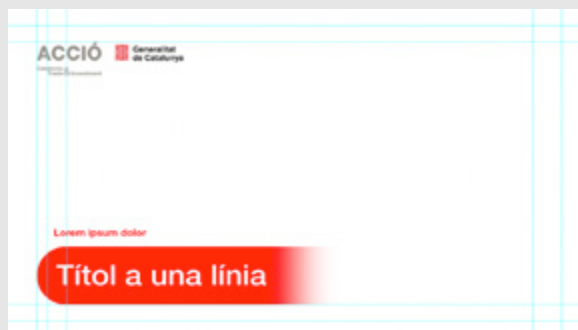 ACCIÓ
Generalitat
de Catalunya
Lorem ipsum dolor
Títol a una línia